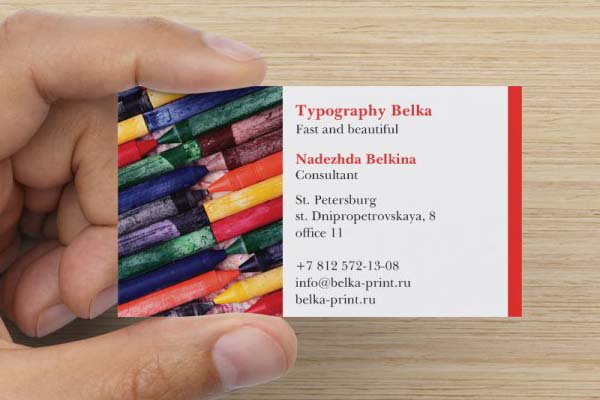 Typography Belka
Fast and beautiful
Nadezhda Belkina
Consultant
St. Petersburg
st. Dnipropetrovskaya, 8
office 11
+7 812 572-13-08
info@belka-print.ru
belka-print.ru